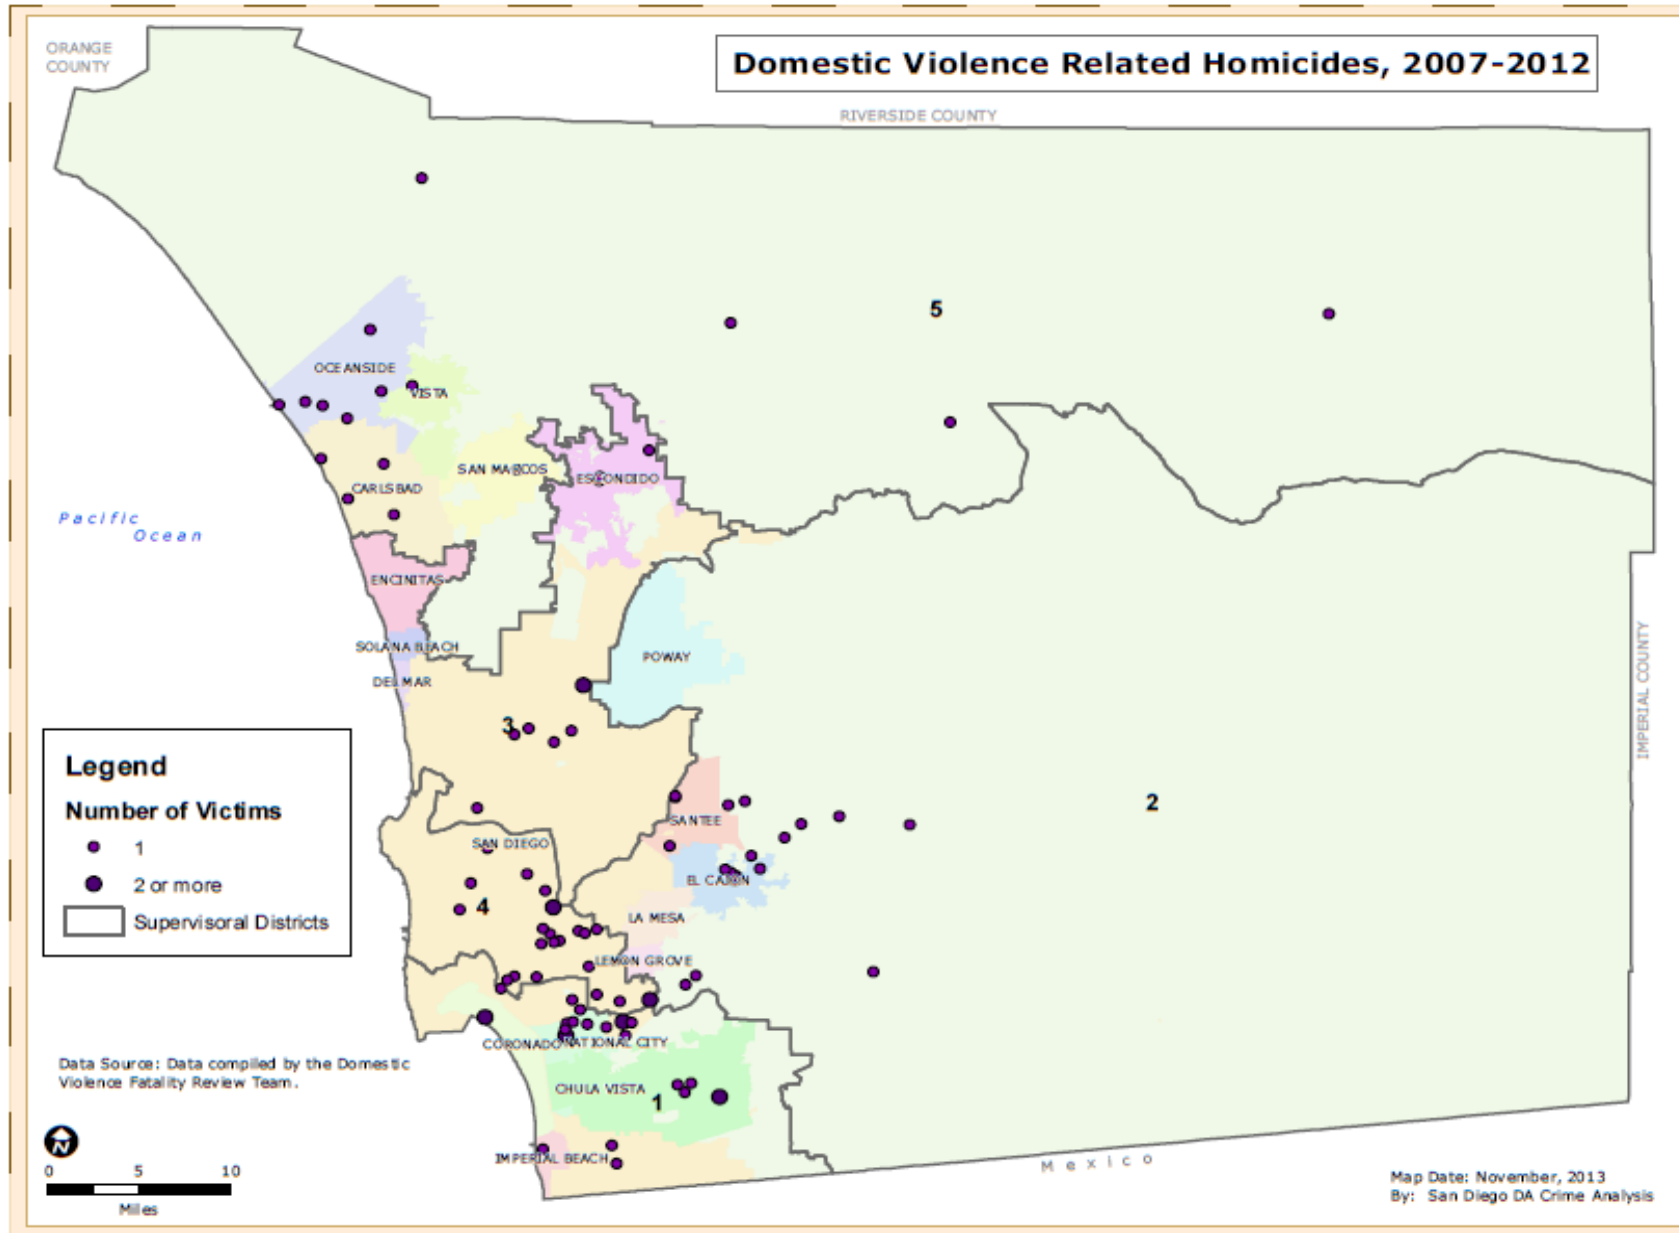 ORANGE
COUNTY
Domestic Violence Related Homicides, 2007-2012
RIVERSIDE COUNTY
5
OCEANSIDE
VISTA
SAN MARCOS
ESCONDIDO
CARLSBAD
Pacific
Ocean
ENCINITAS
SOLANA BEACH
POWAY
DEL MAR
IMPERIAL COUNTY
3
Legend
Number of Victims
1
2 or more
Supervisoral Districts
2
SANTEE
SAN DIEGO
EL CAJON
4
LA MESA
LEMON GROVE
CORONADO
NATIONAL CITY
CHULA VISTA
1
IMPERIAL BEACH
Mexico
Data Source: Data compiled by the Domestic
Violence Fatality Review Team.
N
0 5 10
Miles
Map Date: November, 2013
By: San Diego DA Crime Analysis